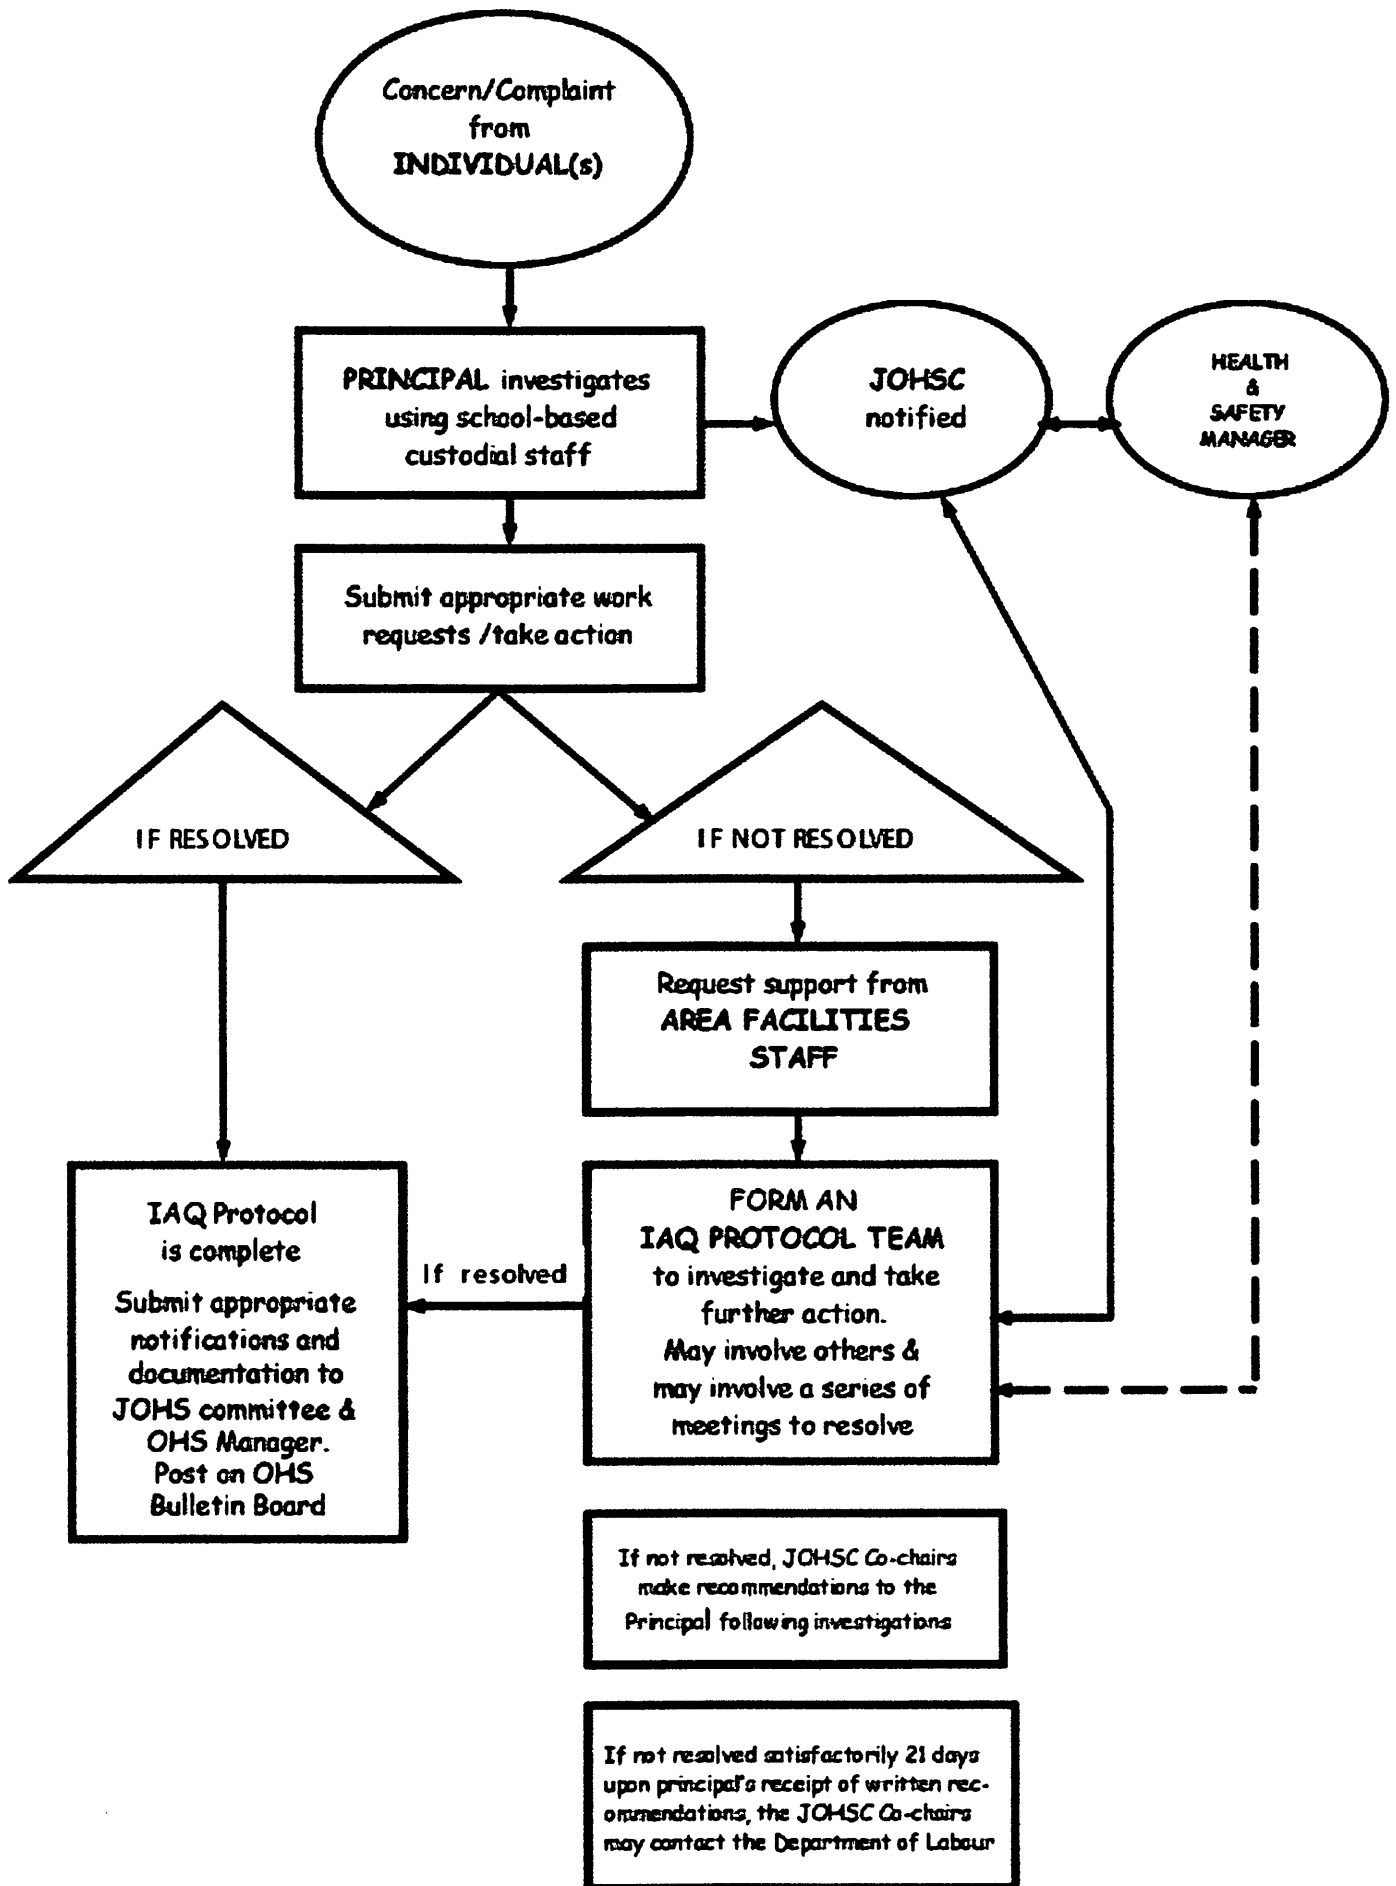 Concern/Complaint
from
INDIVIDUAL(s)
PRINCIPAL investigates
using school-based
custodial staff
JOHSC
notified
HEALTH
&
SAFETY
MANAGER
Submit appropriate work
requests /take action
IF RESOLVED
IF NOT RESOLVED
Request support from
AREA FACILITIES
STAFF
IAQ Protocol
is complete
Submit appropriate
notifications and
documentation to
JOHS committee &
OHS Manager.
Post on OHS
Bulletin Board
If resolved
FORM AN
IAQ PROTOCOL TEAM
to investigate and take
further action.
May involve others &
may involve a series of
meetings to resolve
If not resolved, JOHSC Co-chairs
make recommendations to the
Principal following investigations
If not resolved satisfactorily 21 days
upon principal's receipt of written rec-
ommendations, the JOHSC Co-chairs
may contact the Department of Labour